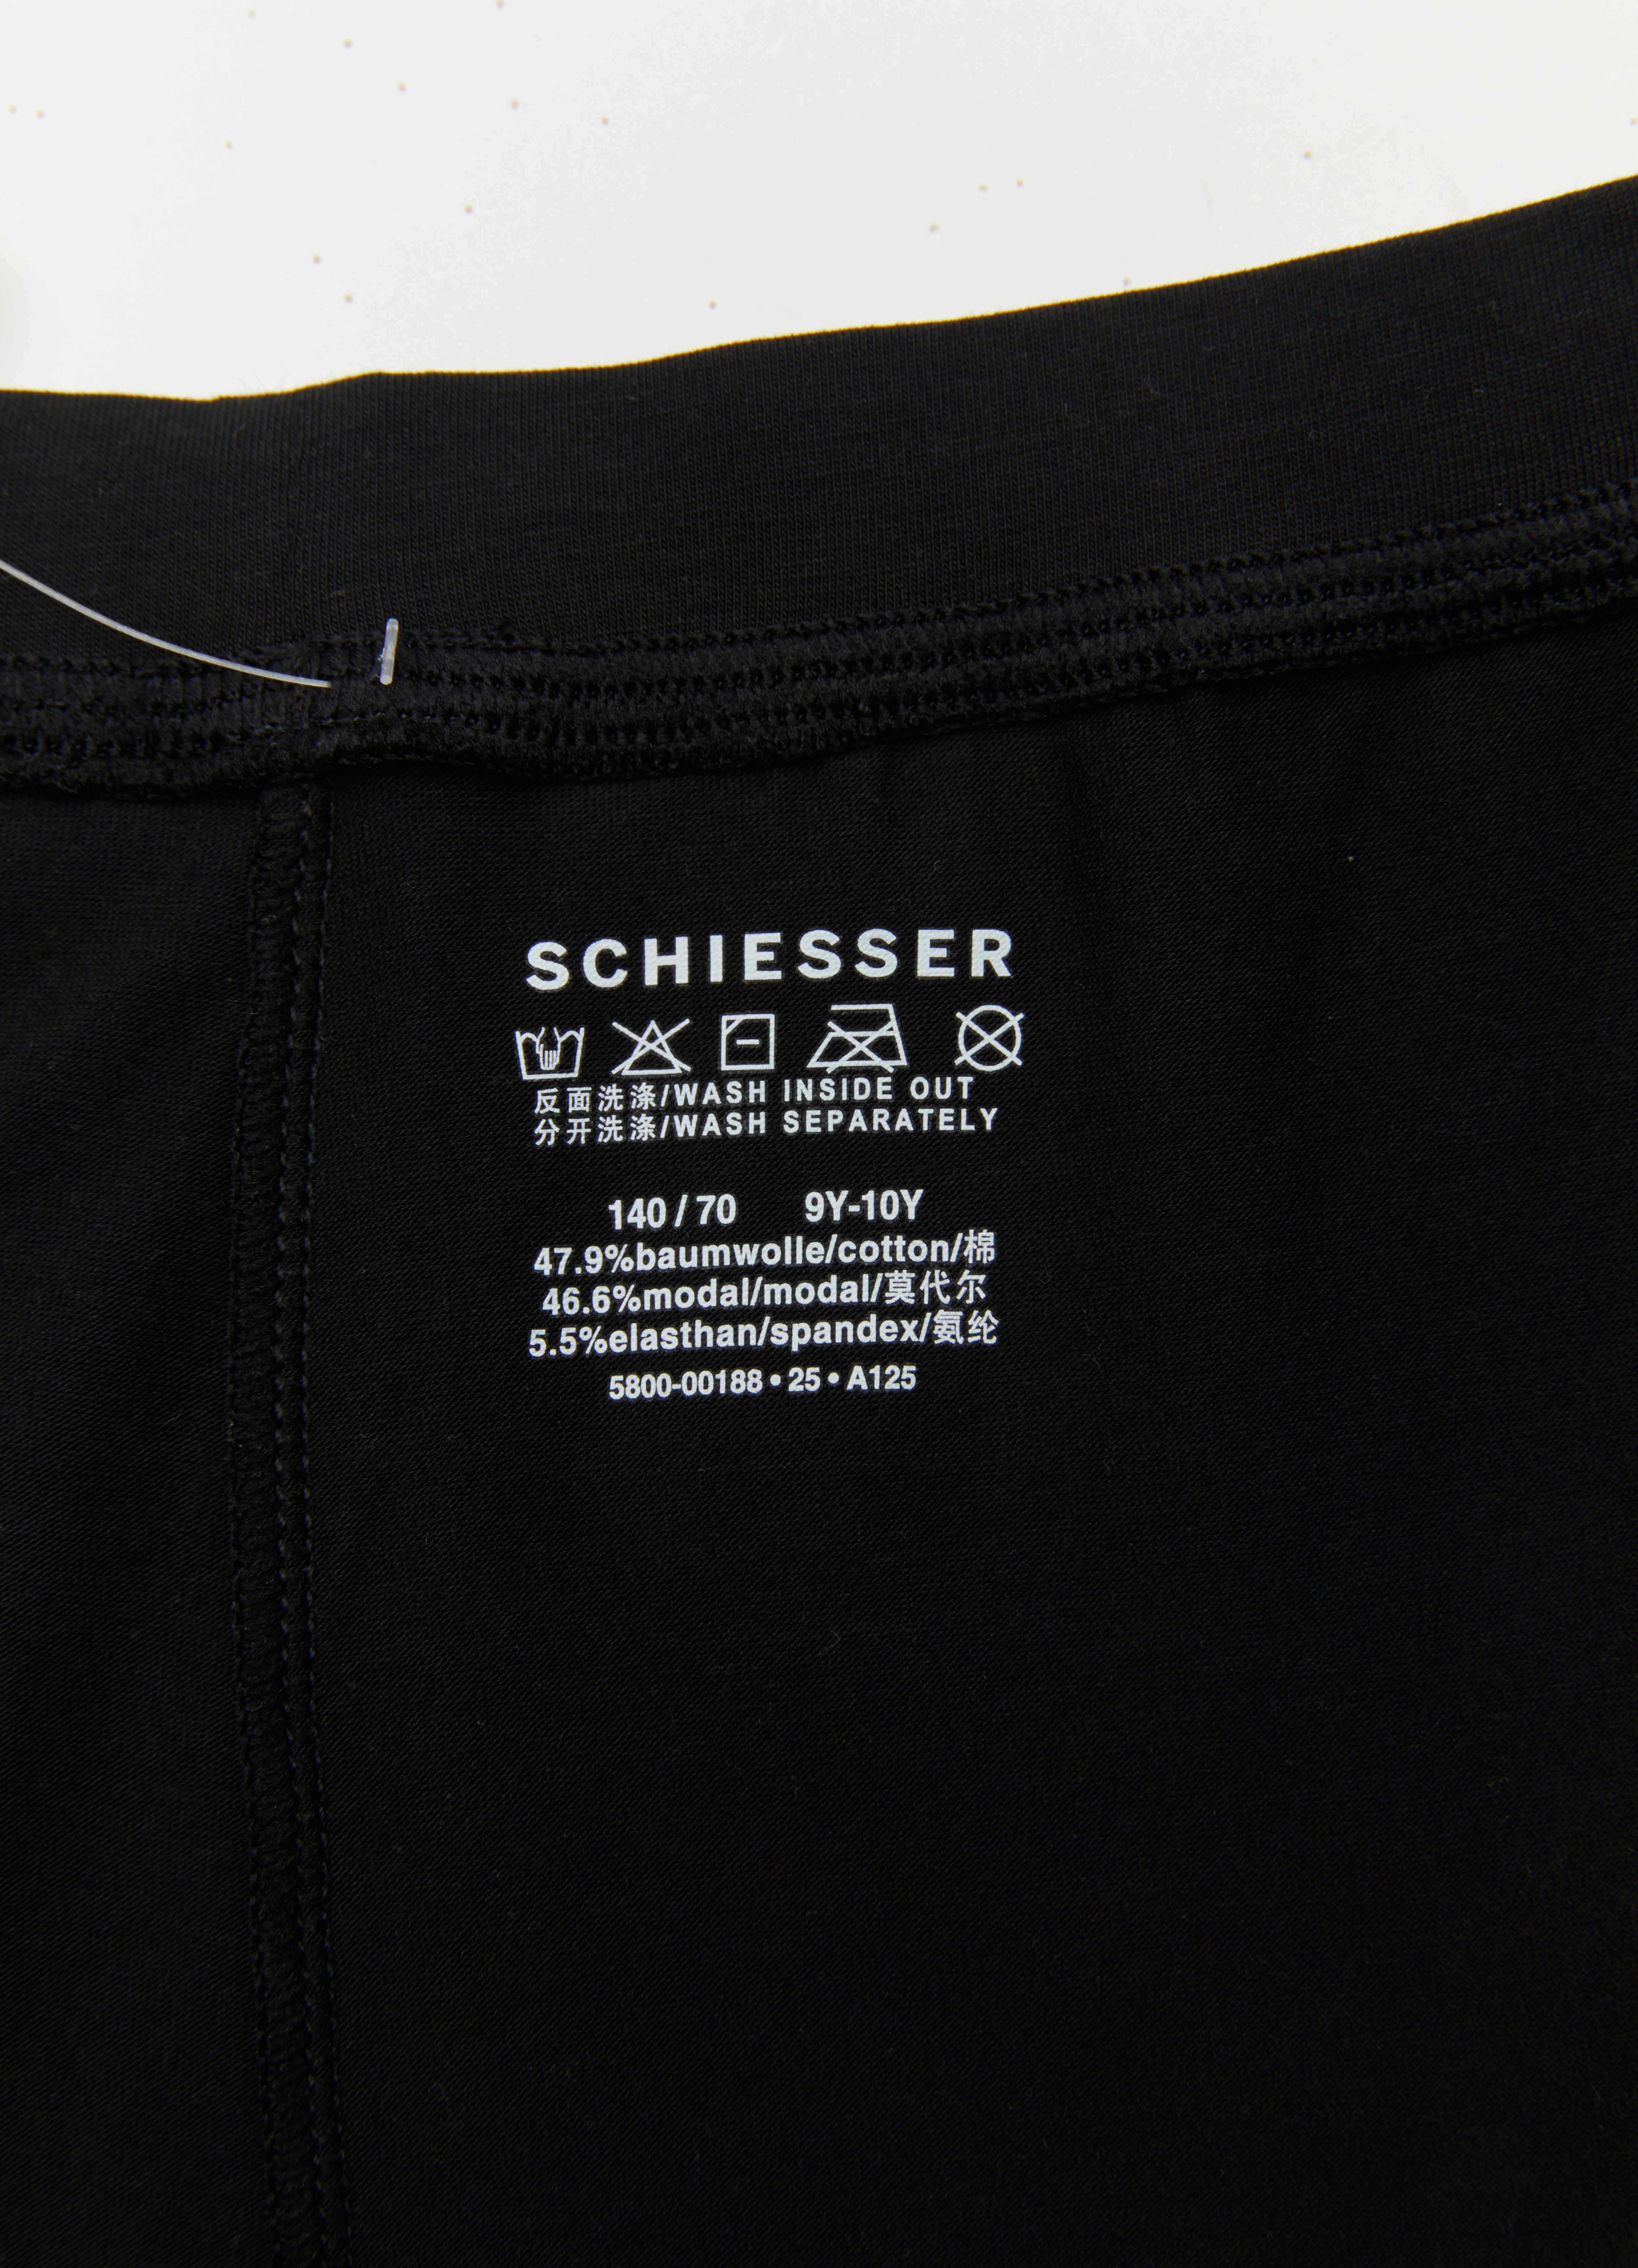 SCHIESSER
反面洗涤/WASH INSIDE OUT
分开洗涤/WASH SEPARATELY
140/70 9Y-10Y
47.9%baumwolle/cotton/棉
46.6%modal/modal/莫代尔
5.5%elasthan/spandex/氨纶
5800-00188•25•A125